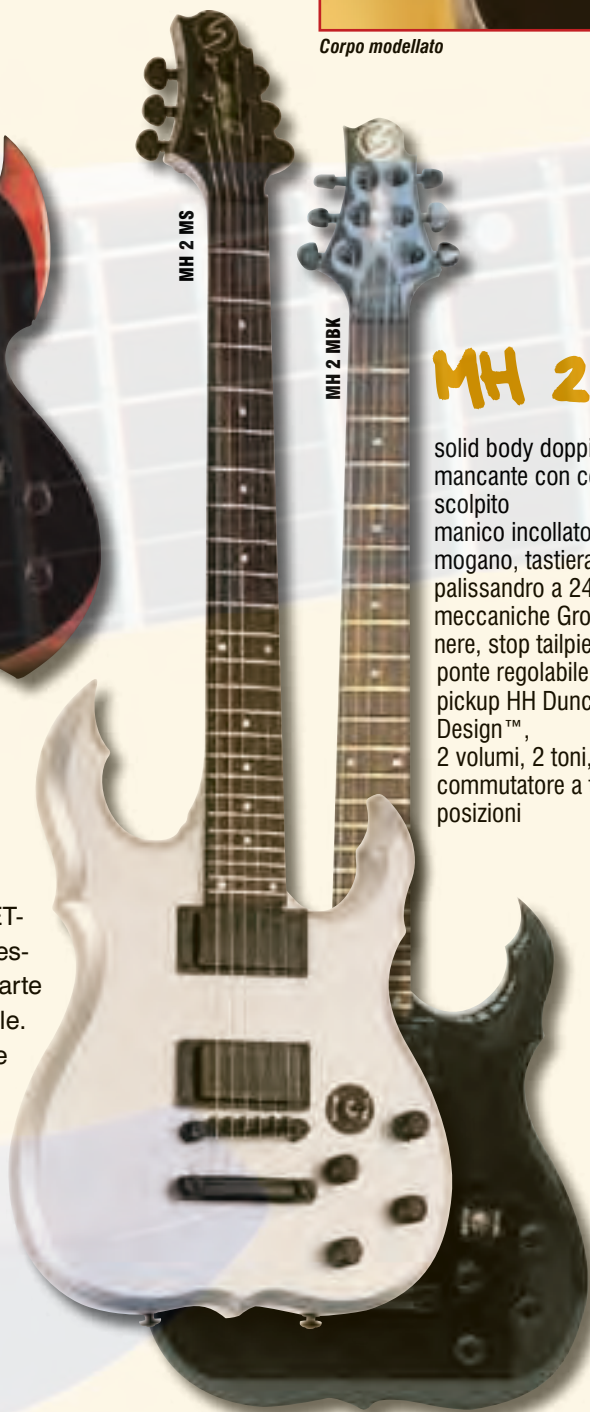 Corpo modellato
MH 2 MS
MH 2 MBK
MH 2
solid body doppi
mancante con c
scolpito
manico incollato
mogano, tastiera
palissandro a 24
meccaniche Gro
nere, stop tailpie
ponte regolabile
pickup HH Dunc
Design™,
2 volumi, 2 toni,
commutatore a
posizioni
ET-
es-
arte
le.
e
S
S